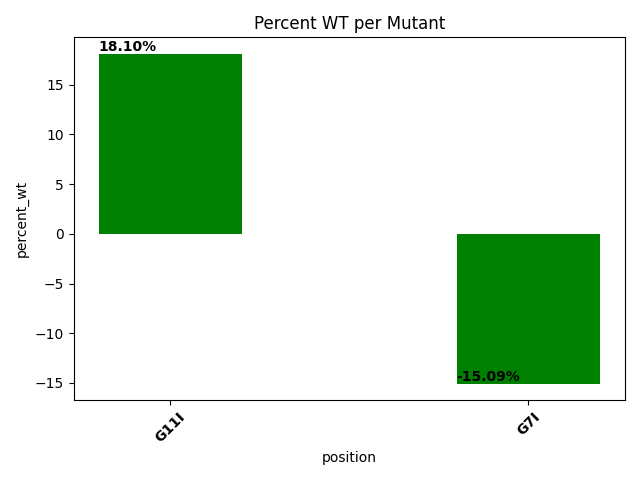 Percent WT per Mutant
18.10%
15
10
5
0
−5
−10
−15
-15.09%
percent_wt
G11I
G7I
position